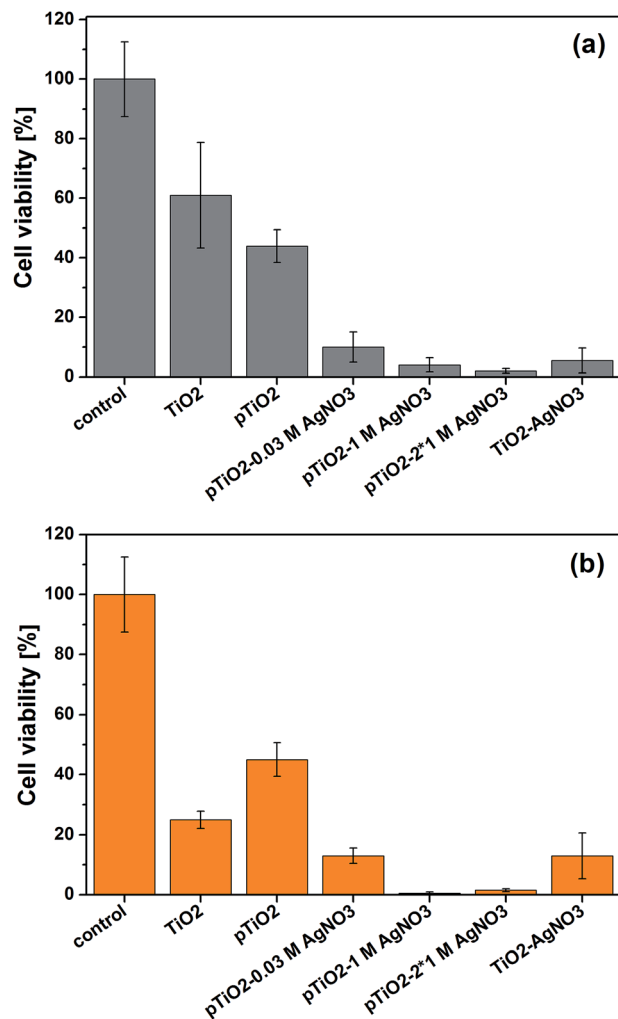 (a)
Cell viability [%]
120
100
80
60
40
20
0
control
TiO2
pTiO2
pTiO2-0.03 M AgNO3
pTiO2-1 M AgNO3
pTiO2-2*1 M AgNO3
TiO2-AgNO3
(b)
Cell viability [%]
120
100
80
60
40
20
0
control
TiO2
pTiO2
pTiO2-0.03 M AgNO3
pTiO2-1 M AgNO3
pTiO2-2*1 M AgNO3
TiO2-AgNO3